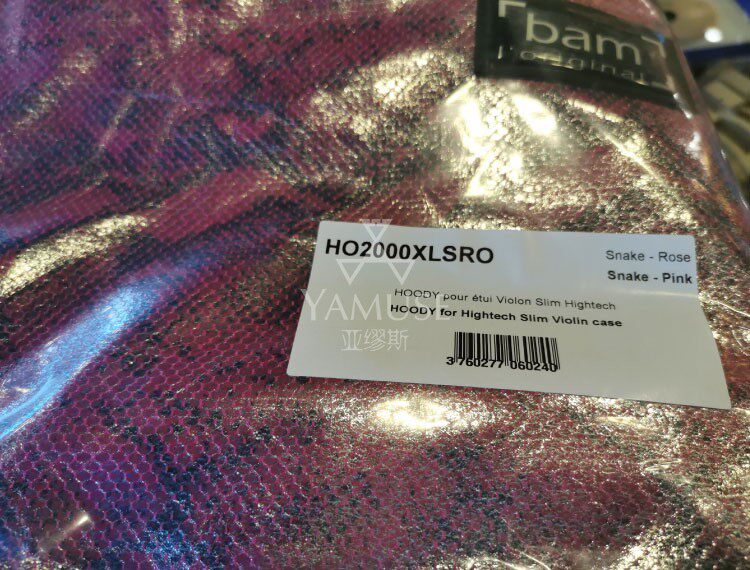 bam
l'original
HO2000XLSRO
Snake - Rose
Snake - Pink
HOODY pour étui Violon Slim Hightech
HOODY for Hightech Slim Violin case
3 760277 060240
YAMUSE
亚缪斯